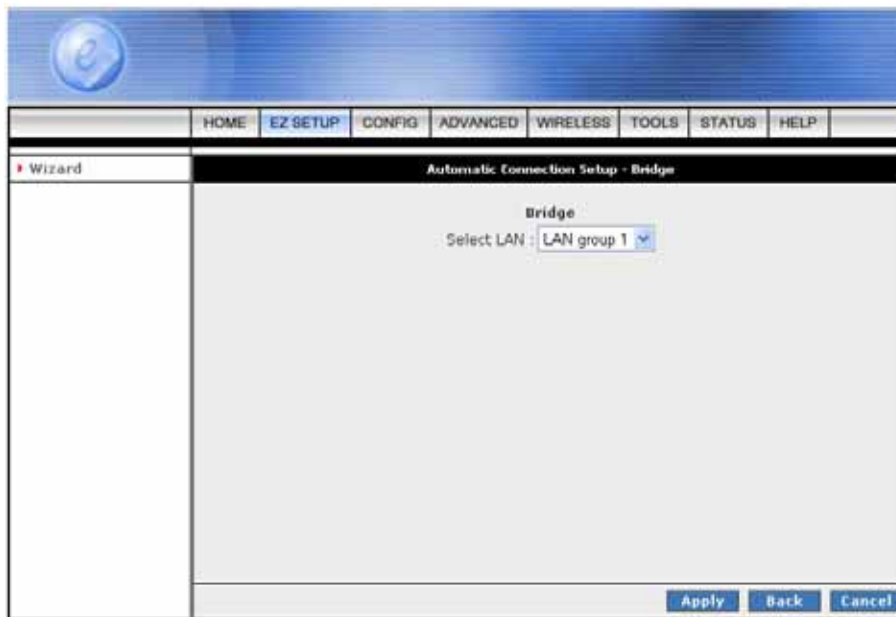 e
HOME EZ SETUP CONFIG ADVANCED WIRELESS TOOLS STATUS HELP
Wizard
Automatic Connection Setup - Bridge
Bridge
Select LAN : LAN group 1
Apply Back Cancel